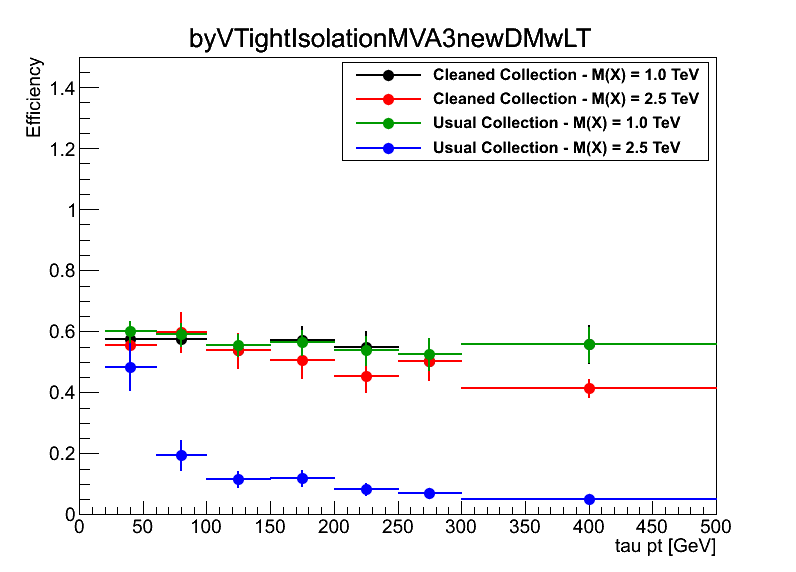 byVTightIsolationMVA3newDMwLT
Efficiency
Cleaned Collection - M(X) = 1.0 TeV
Cleaned Collection - M(X) = 2.5 TeV
Usual Collection - M(X) = 1.0 TeV
Usual Collection - M(X) = 2.5 TeV
1.4
1.2
1
0.8
0.6
0.4
0.2
0
0 50 100 150 200 250 300 350 400 450 500
tau pt [GeV]